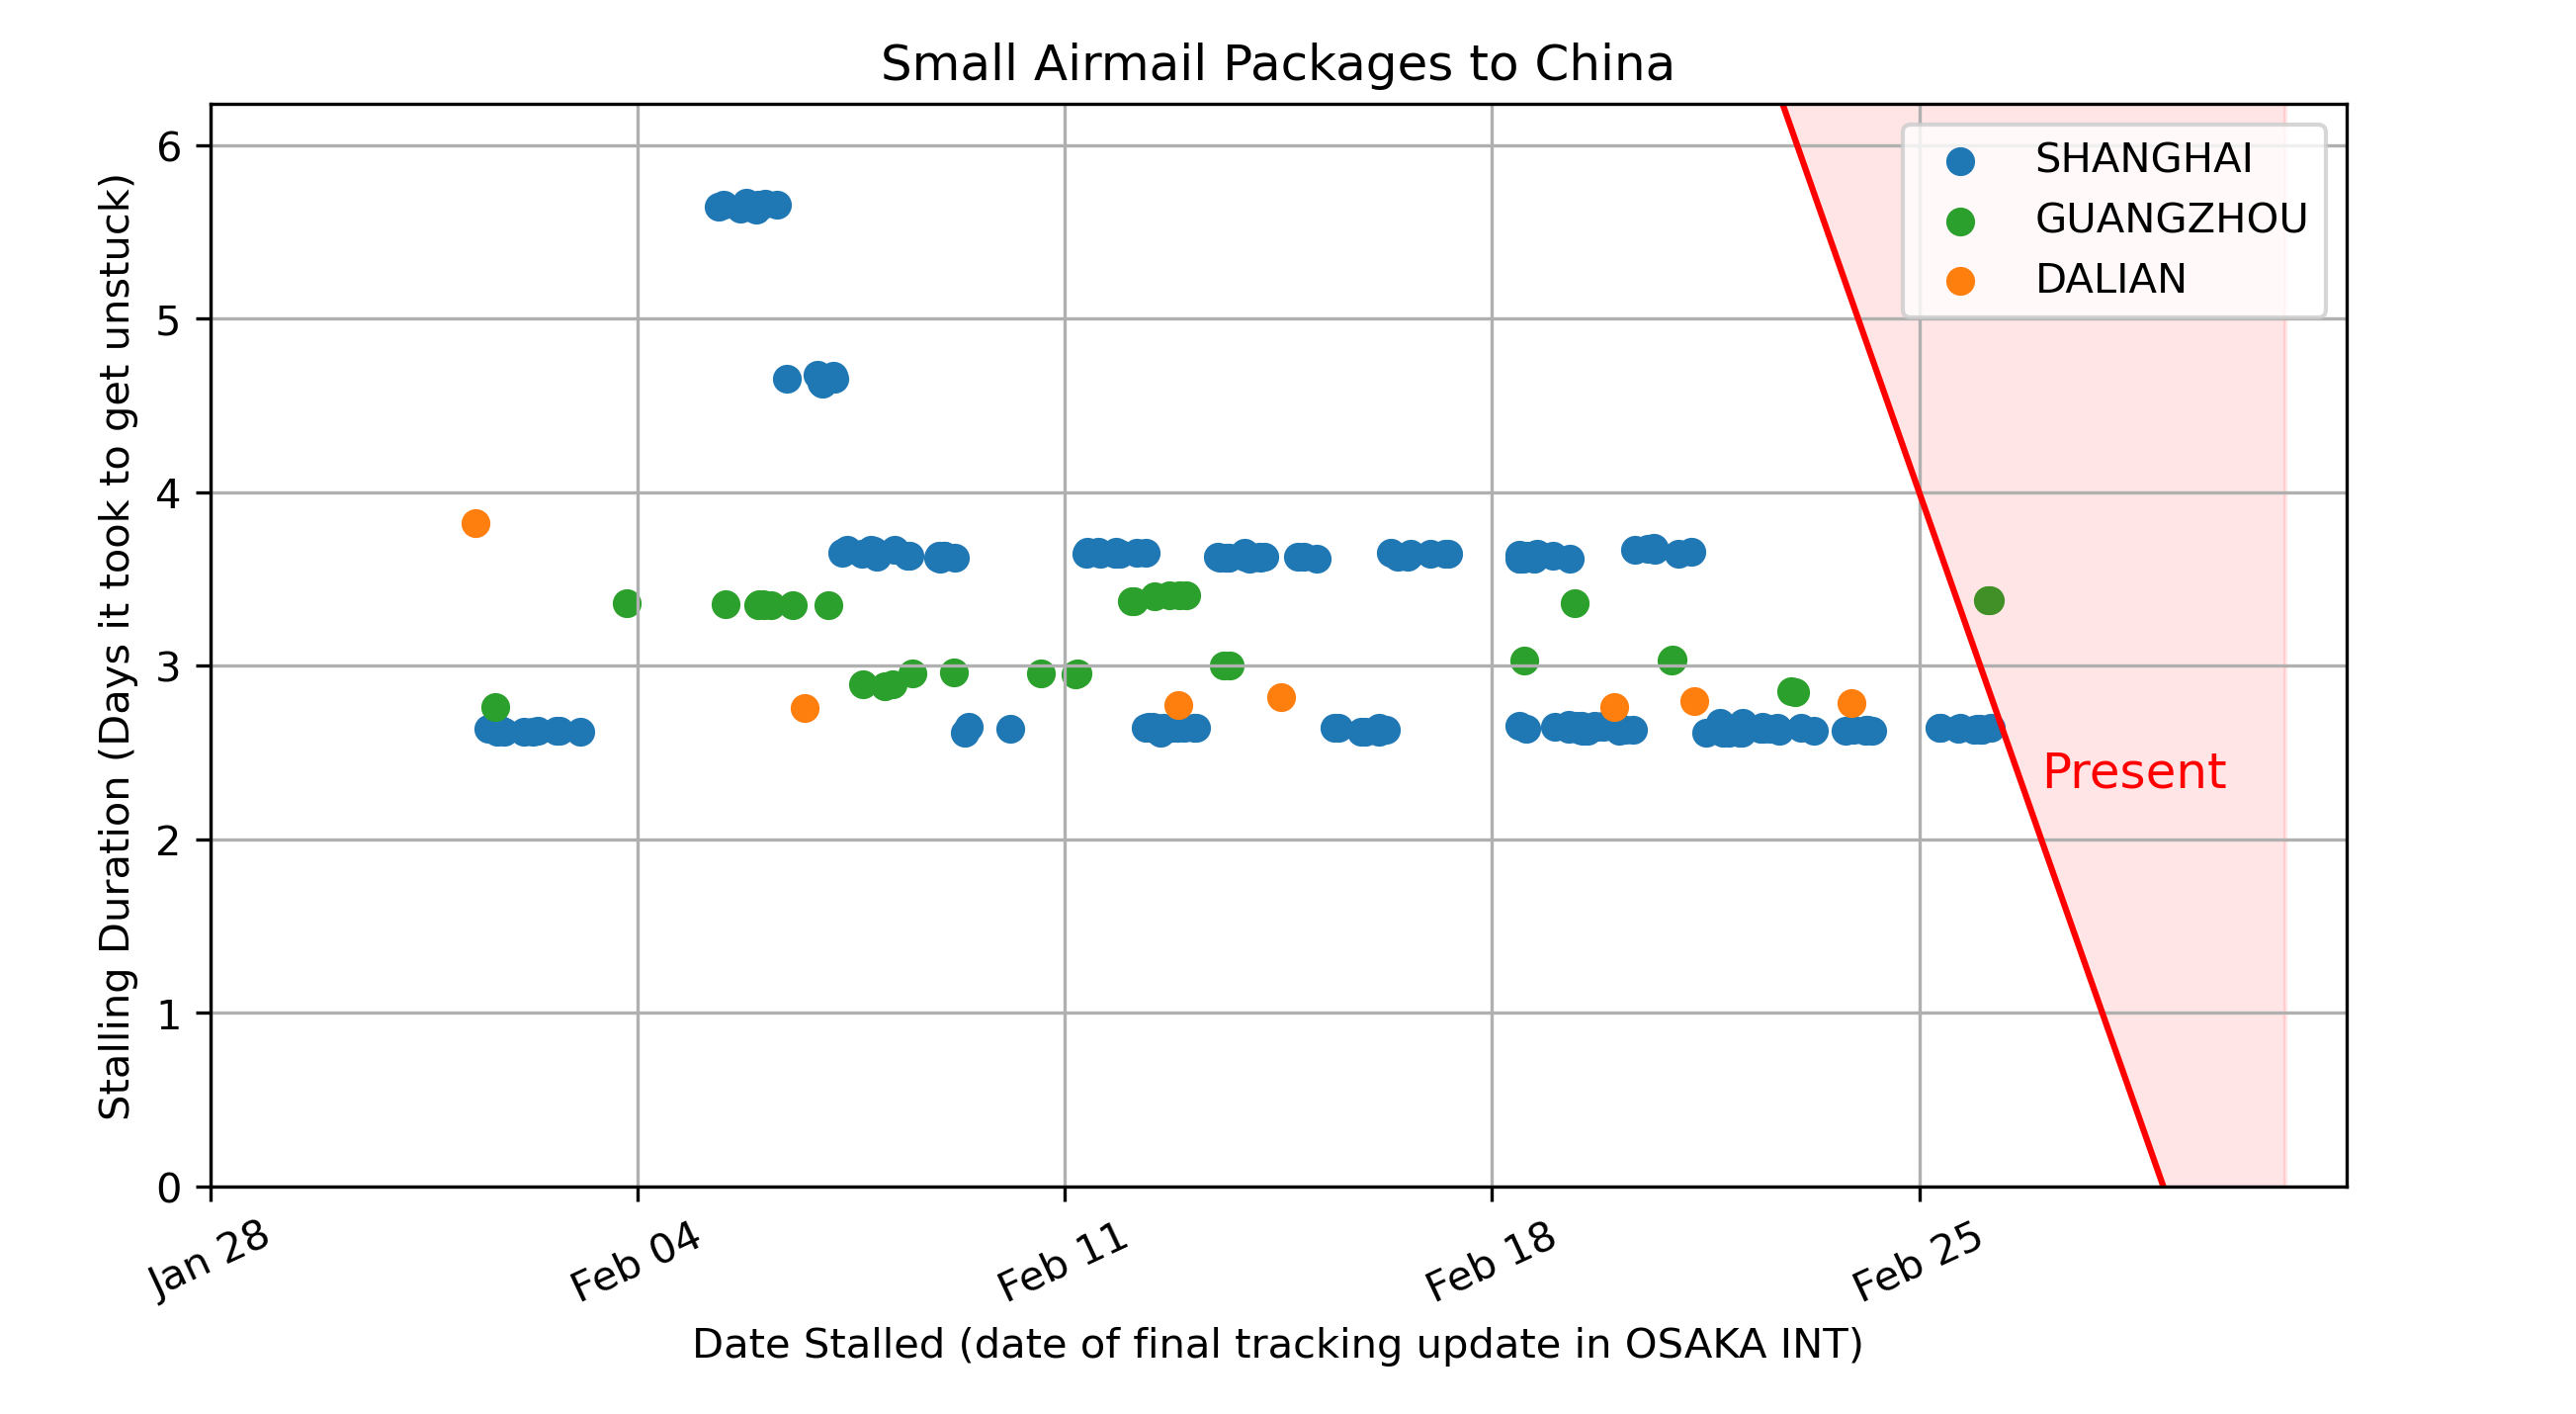 Small Airmail Packages to China
Stalling Duration (Days it took to get unstuck)
6
5
4
3
2
1
0
SHANGHAI
GUANGZHOU
DALIAN
Present
Jan 28
Feb 04
Feb 11
Feb 18
Feb 25
Date Stalled (date of final tracking update in OSAKA INT)